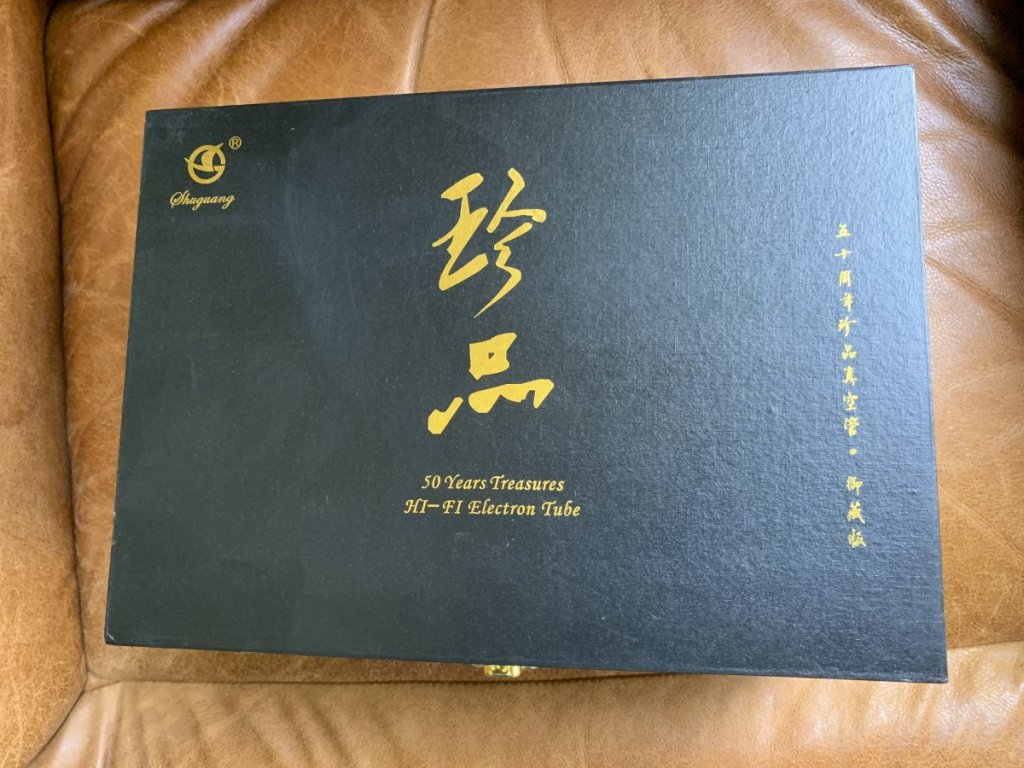 ®
Shuguang
珍品
50 Years Treasures
HI-FI Electron Tube
五十周年珍品真空管。御藏版